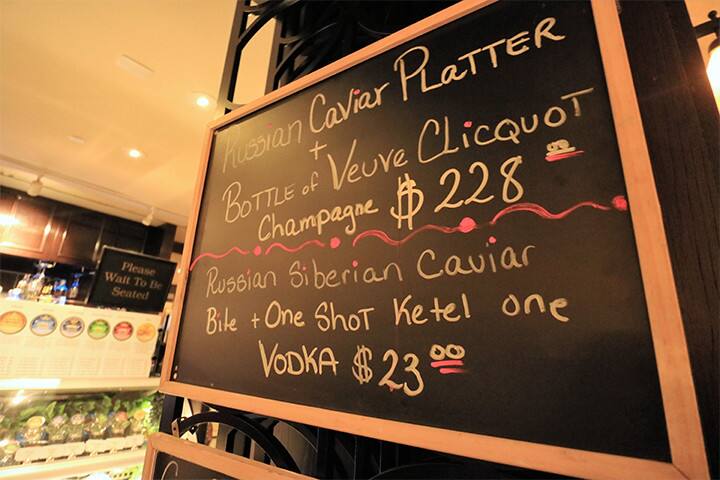 Russian Caviar Platter
+
Bottle of Veuve Clicquot
Champagne $228 00
Russian Siberian Caviar
Bite + One Shot Ketel One
Vodka $23 00
Please
Wait To Be
Seated